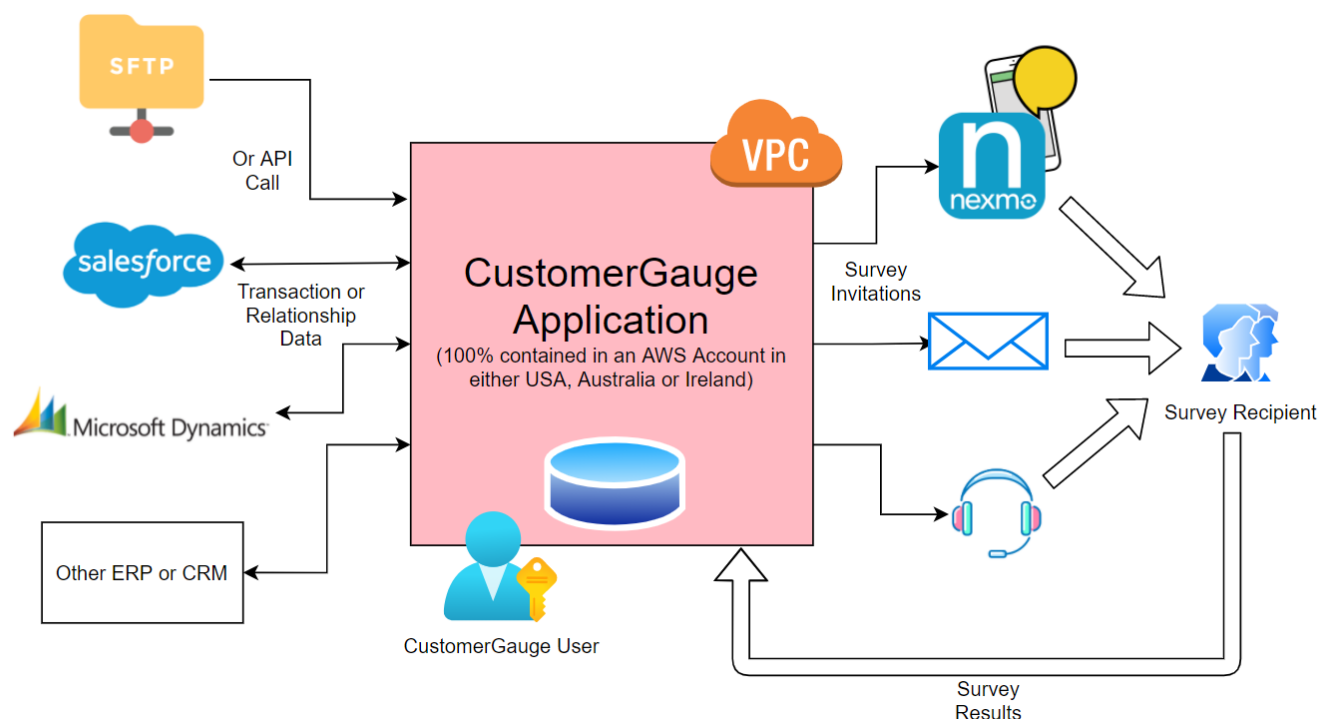 SFTP
Or API
Call
salesforce
Transaction or
Relationship
Data
Microsoft Dynamics
Other ERP or CRM
VPC
CustomerGauge
Application
(100% contained in an AWS Account in
either USA, Australia or Ireland)
CustomerGauge User
n
nexmo
Survey
Invitations
Survey Recipient
Survey
Results